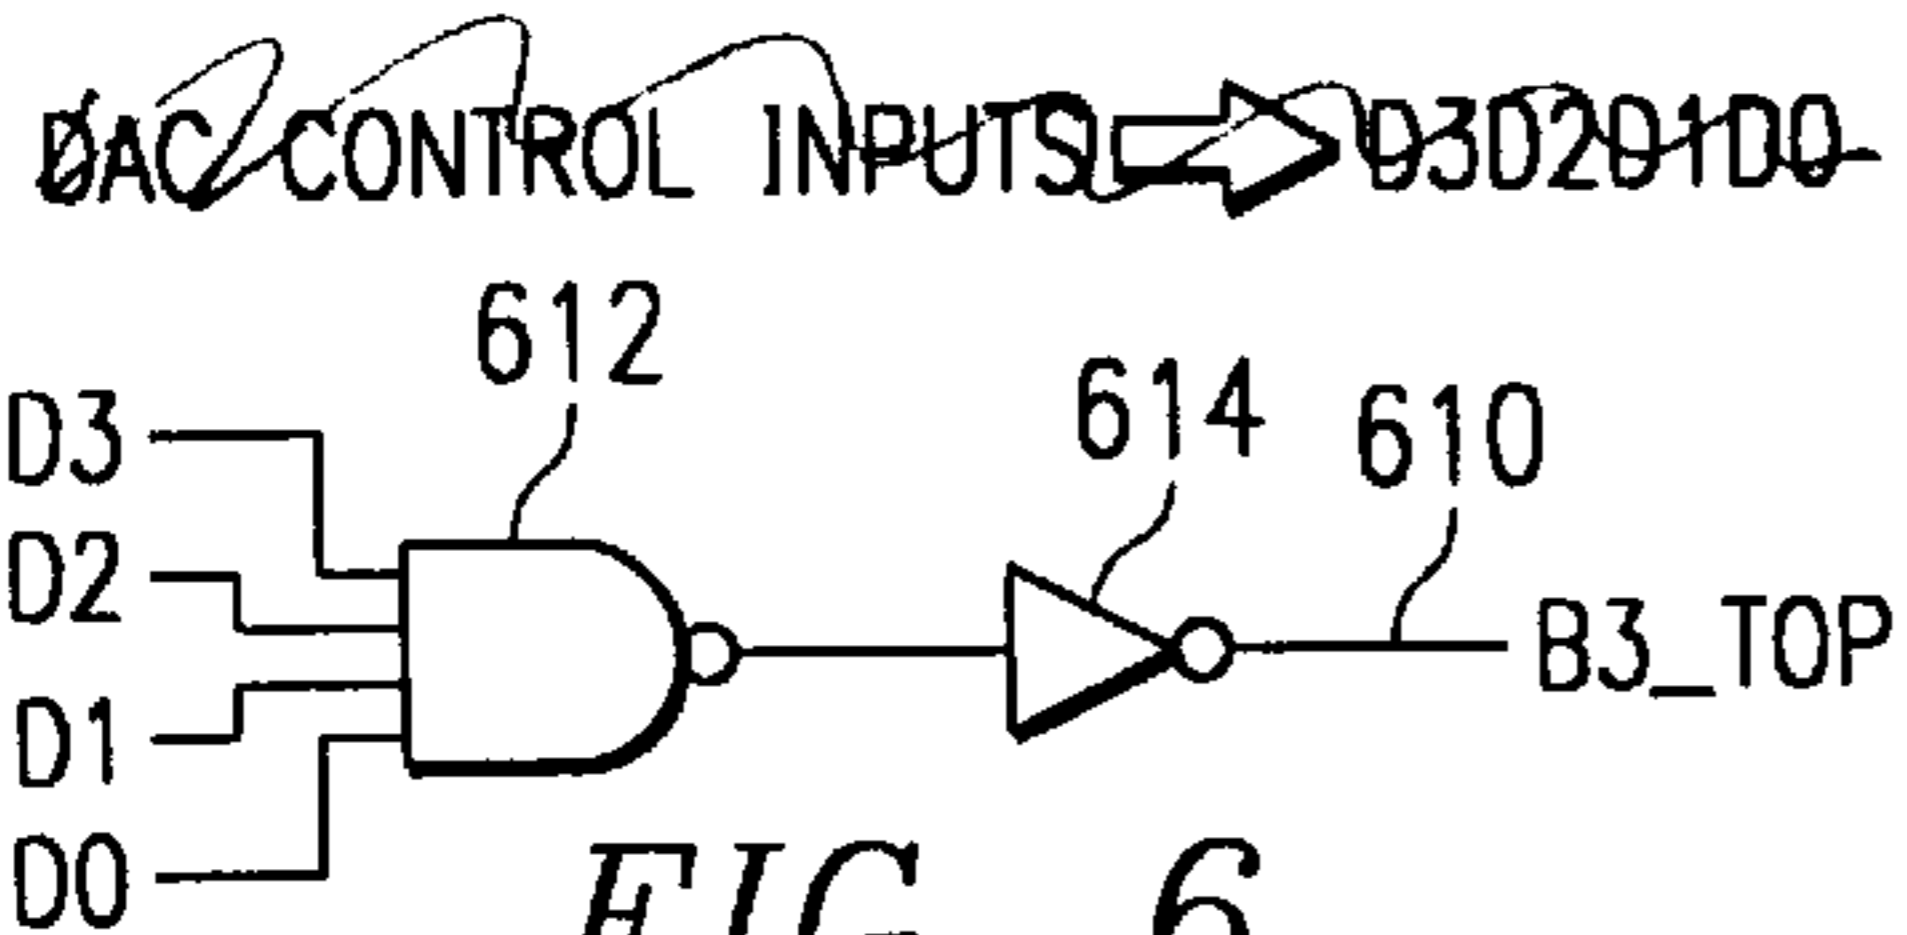 DAC CONTROL INPUTS D3D2D1D0
612
614
610
D3
D2
D1
D0
B3_TOP
FIG. 6